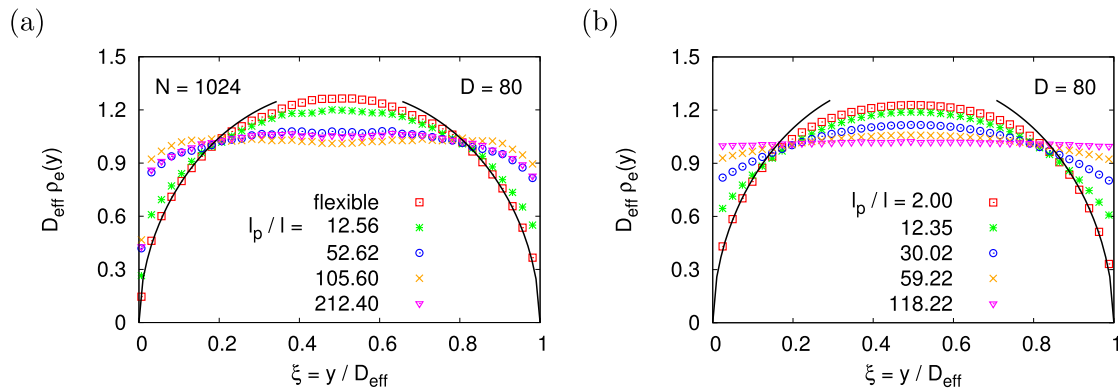 (a)
N = 1024
D = 80
D_eff ρ_e(y)
1.5
1.2
0.9
0.6
0.3
0
flexible
l_p / l = 12.56
52.62
105.60
212.40
0 0.2 0.4 0.6 0.8 1
ξ = y / D_eff
(b)
D = 80
D_eff ρ_e(y)
1.5
1.2
0.9
0.6
0.3
0
l_p / l = 2.00
12.35
30.02
59.22
118.22
0 0.2 0.4 0.6 0.8 1
ξ = y / D_eff